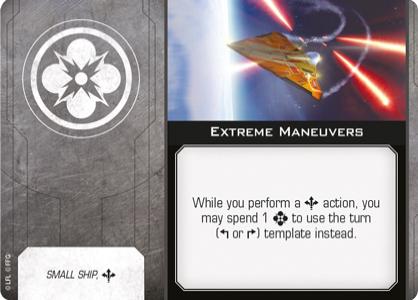 EXTREME MANEUVERS
While you perform a action, you
may spend 1 to use the turn
(↰ or ↱) template instead.
SMALL SHIP,
© LFL © FFG